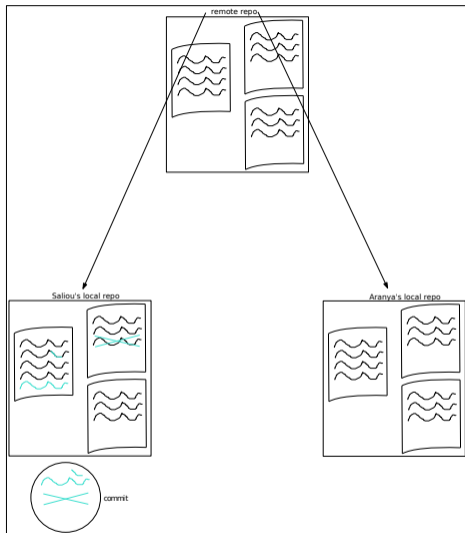 remote repo
Saliou's local repo
Aranya's local repo
commit